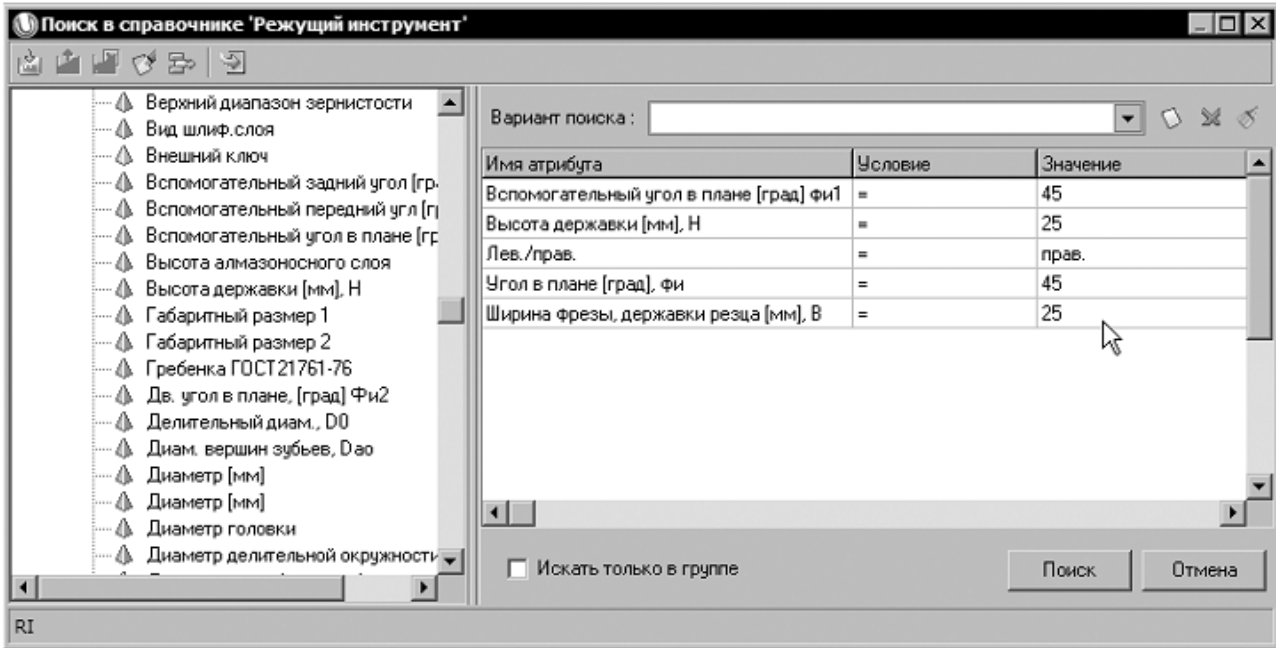 Поиск в справочнике 'Режущий инструмент'
Верхний диапазон зернистости
Вид шлиф.слоя
Внешний ключ
Вспомогательный задний угол [гр
Вспомогательный передний угл [г
Вспомогательный угол в плане [гр
Высота алмазоносного слоя
Высота державки [мм], H
Габаритный размер 1
Габаритный размер 2
Гребенка ГОСТ21761-76
Дв. угол в плане, [град] Фи2
Делительный диам., D0
Диам. вершин зубьев, Dao
Диаметр [мм]
Диаметр [мм]
Диаметр головки
Диаметр делительной окружности
Вариант поиска :
Имя атрибута Условие Значение
Вспомогательный угол в плане [град] фи1 = 45
Высота державки [мм], H = 25
Лев./прав. = прав.
Угол в плане [град], фи = 45
Ширина фрезы, державки резца [мм], B = 25
Искать только в группе
Поиск
Отмена
RI